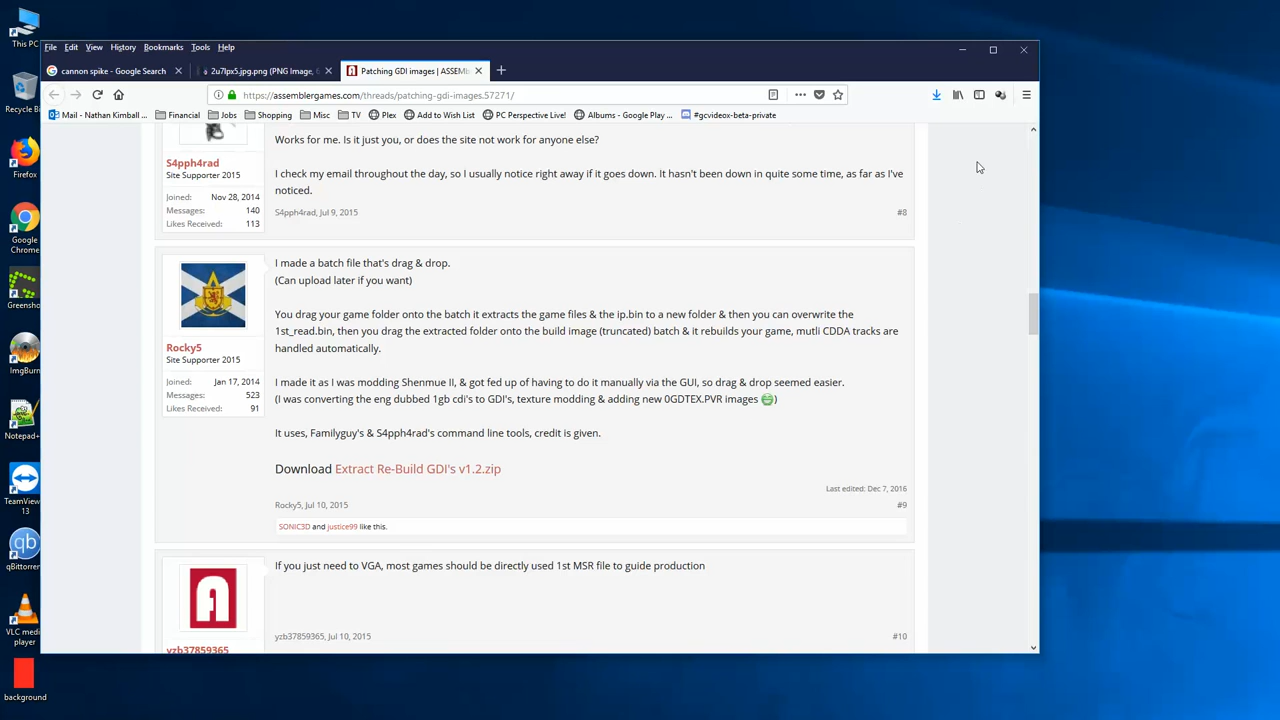 This PC
Recycle Bin
Firefox
Google
Chrome
Greensho
ImgBurn
Notepad+
TeamView
13
qBittorren
VLC medi
player
background
File Edit View History Bookmarks Tools Help
cannon spike - Google Search
2u7lpx5.jpg.png (PNG Image, 6
Patching GDI images | ASSEMb
https://assemblergames.com/threads/patching-gdi-images.57271/
Mail - Nathan Kimball ... Financial Jobs Shopping Misc TV Plex Add to Wish List PC Perspective Live! Albums - Google Play ... #gcvideox-beta-private
S4pph4rad
Site Supporter 2015
Joined: Nov 28, 2014
Messages: 140
Likes Received: 113
Works for me. Is it just you, or does the site not work for anyone else?
I check my email throughout the day, so I usually notice right away if it goes down. It hasn't been down in quite some time, as far as I've
noticed.
S4pph4rad, Jul 9, 2015 #8
Rocky5
Site Supporter 2015
Joined: Jan 17, 2014
Messages: 523
Likes Received: 91
I made a batch file that's drag & drop.
(Can upload later if you want)
You drag your game folder onto the batch it extracts the game files & the ip.bin to a new folder & then you can overwrite the
1st_read.bin, then you drag the extracted folder onto the build image (truncated) batch & it rebuilds your game, mutli CDDA tracks are
handled automatically.
I made it as I was modding Shenmue II, & got fed up of having to do it manually via the GUI, so drag & drop seemed easier.
(I was converting the eng dubbed 1gb cdi's to GDI's, texture modding & adding new 0GDTEX.PVR images )
It uses, Familyguy's & S4pph4rad's command line tools, credit is given.
Download Extract Re-Build GDI's v1.2.zip
Last edited: Dec 7, 2016
Rocky5, Jul 10, 2015 #9
SONIC3D and justice99 like this.
yzb37859365
If you just need to VGA, most games should be directly used 1st MSR file to guide production
yzb37859365, Jul 10, 2015 #10